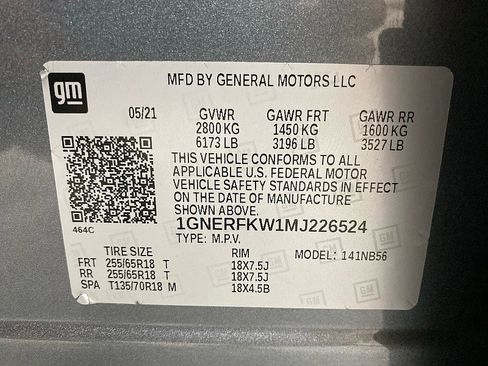 gm
MFD BY GENERAL MOTORS LLC
05/21 GVWR GAWR FRT GAWR RR
2800 KG 1450 KG 1600 KG
6173 LB 3196 LB 3527 LB
THIS VEHICLE CONFORMS TO ALL
APPLICABLE U.S. FEDERAL MOTOR
VEHICLE SAFETY STANDARDS IN EFFECT
ON THE DATE OF MANUFACTURE
SHOWN ABOVE.
464C
1GNERFKW1MJ226524
TYPE: M.P.V. MODEL: 141NB56
TIRE SIZE RIM
FRT 255/65R18 T 18X7.5J
RR 255/65R18 T 18X7.5J
SPA T135/70R18 M 18X4.5B